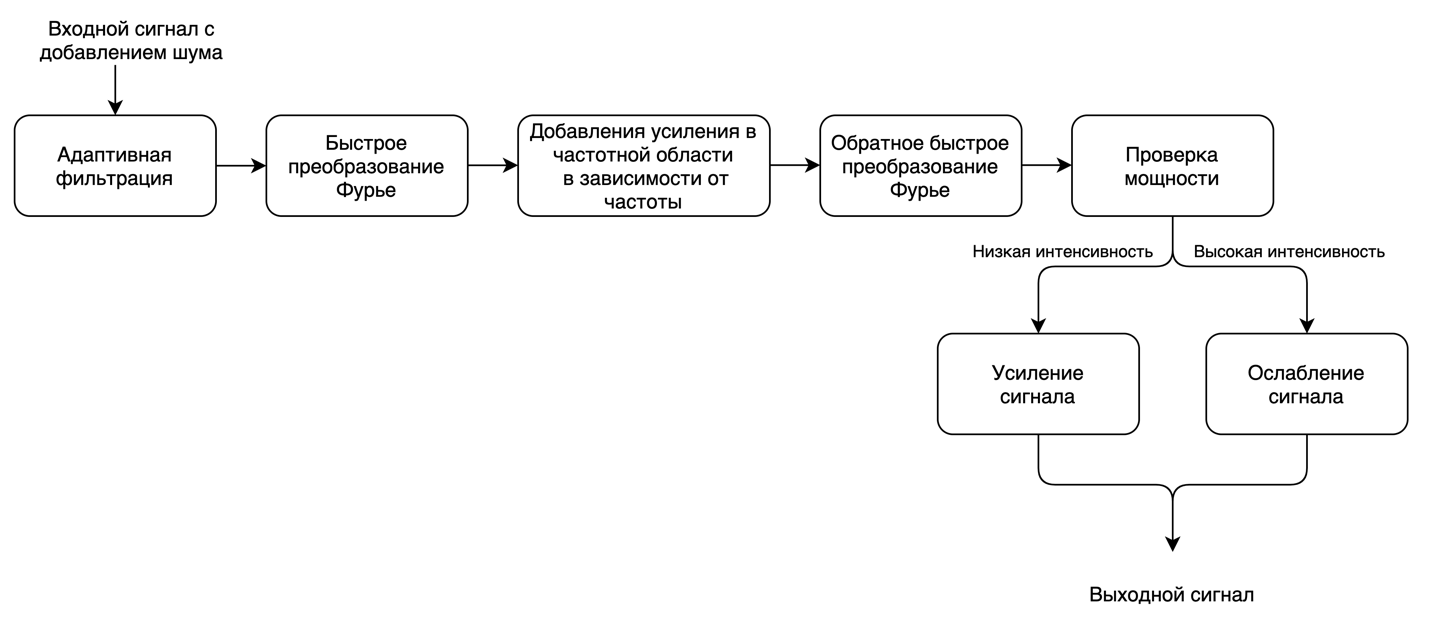 Входной сигнал с
добавлением шума
Адаптивная
фильтрация
Быстрое
преобразование
Фурье
Добавления усиления в
частотной области
в зависимости от
частоты
Обратное быстрое
преобразование
Фурье
Проверка
мощности
Низкая интенсивность
Высокая интенсивность
Усиление
сигнала
Ослабление
сигнала
Выходной сигнал